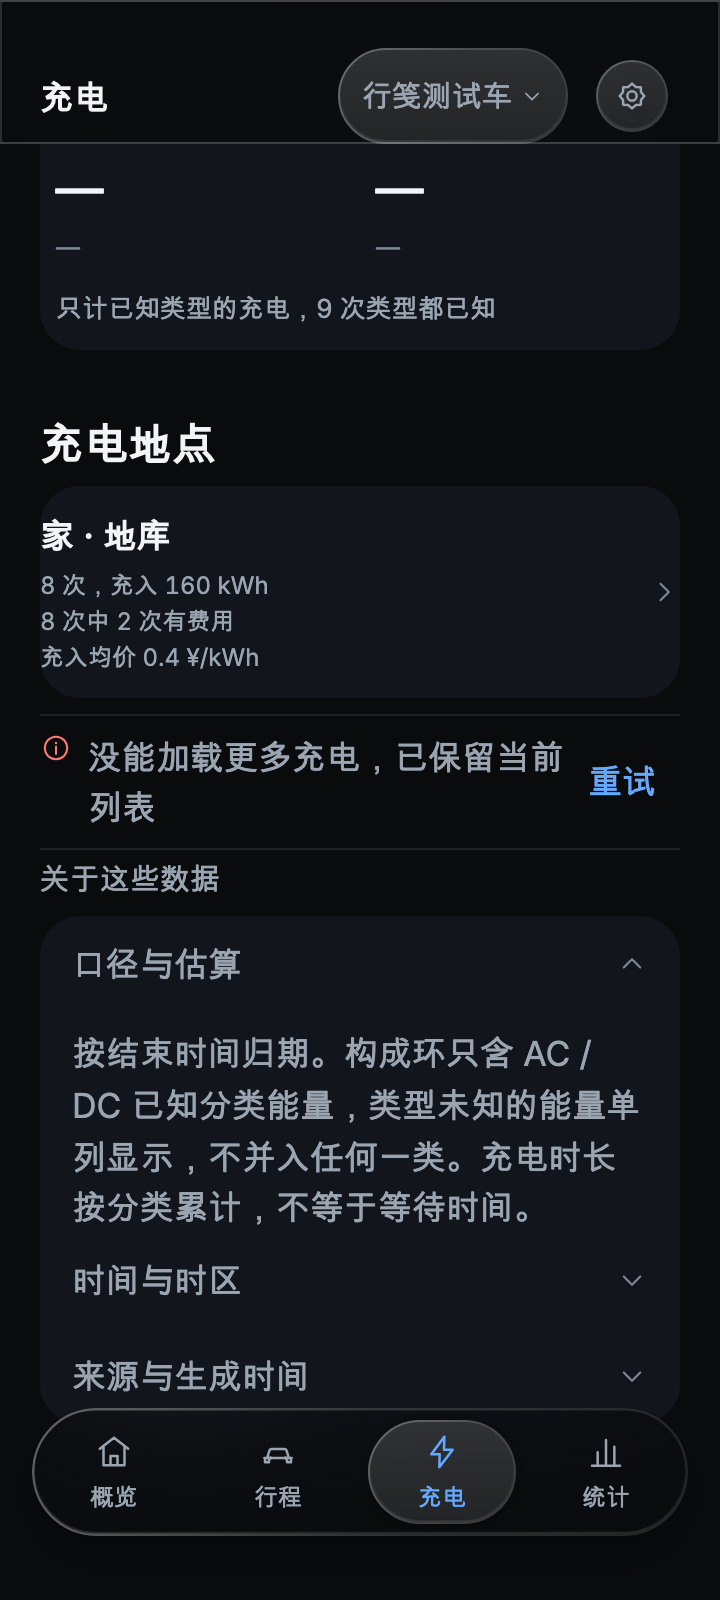 充电
行笺测试车
— —
— —
只计已知类型的充电，9 次类型都已知
充电地点
家 · 地库
8 次，充入 160 kWh
8 次中 2 次有费用
充入均价 0.4 ¥/kWh
没能加载更多充电，已保留当前
列表
重试
关于这些数据
口径与估算
按结束时间归期。构成环只含 AC /
DC 已知分类能量，类型未知的能量单
列显示，不并入任何一类。充电时长
按分类累计，不等于等待时间。
时间与时区
来源与生成时间
概览
行程
充电
统计